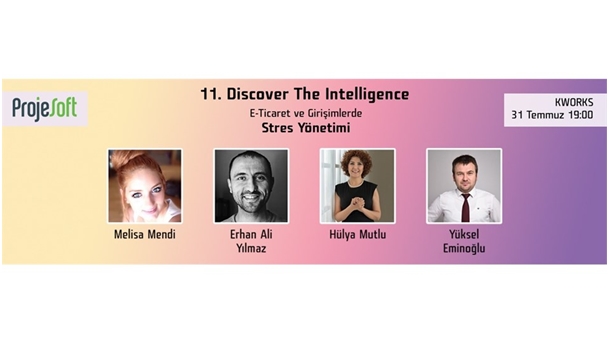 ProjeSoft
11. Discover The Intelligence
E-Ticaret ve Girişimlerde
Stres Yönetimi
KWORKS
31 Temmuz 19:00
Melisa Mendi
Erhan Ali
Yılmaz
Hülya Mutlu
Yüksel
Eminoğlu